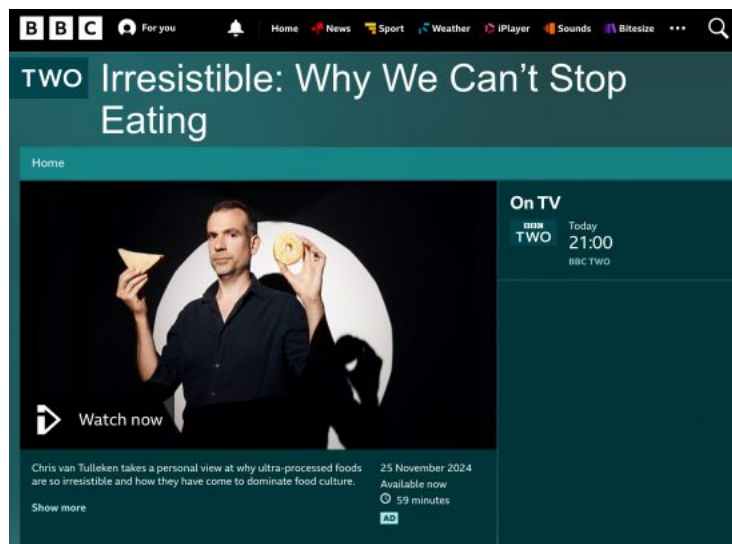 BBC For you Home News Sport Weather iPlayer Sounds Bitesize
TWO Irresistible: Why We Can't Stop
Eating
Home
On TV
BBC TWO
Today
21:00
BBC TWO
Watch now
Chris van Tulleken takes a personal view at why ultra-processed foods
are so irresistible and how they have come to dominate food culture.
Show more
25 November 2024
Available now
59 minutes
AD